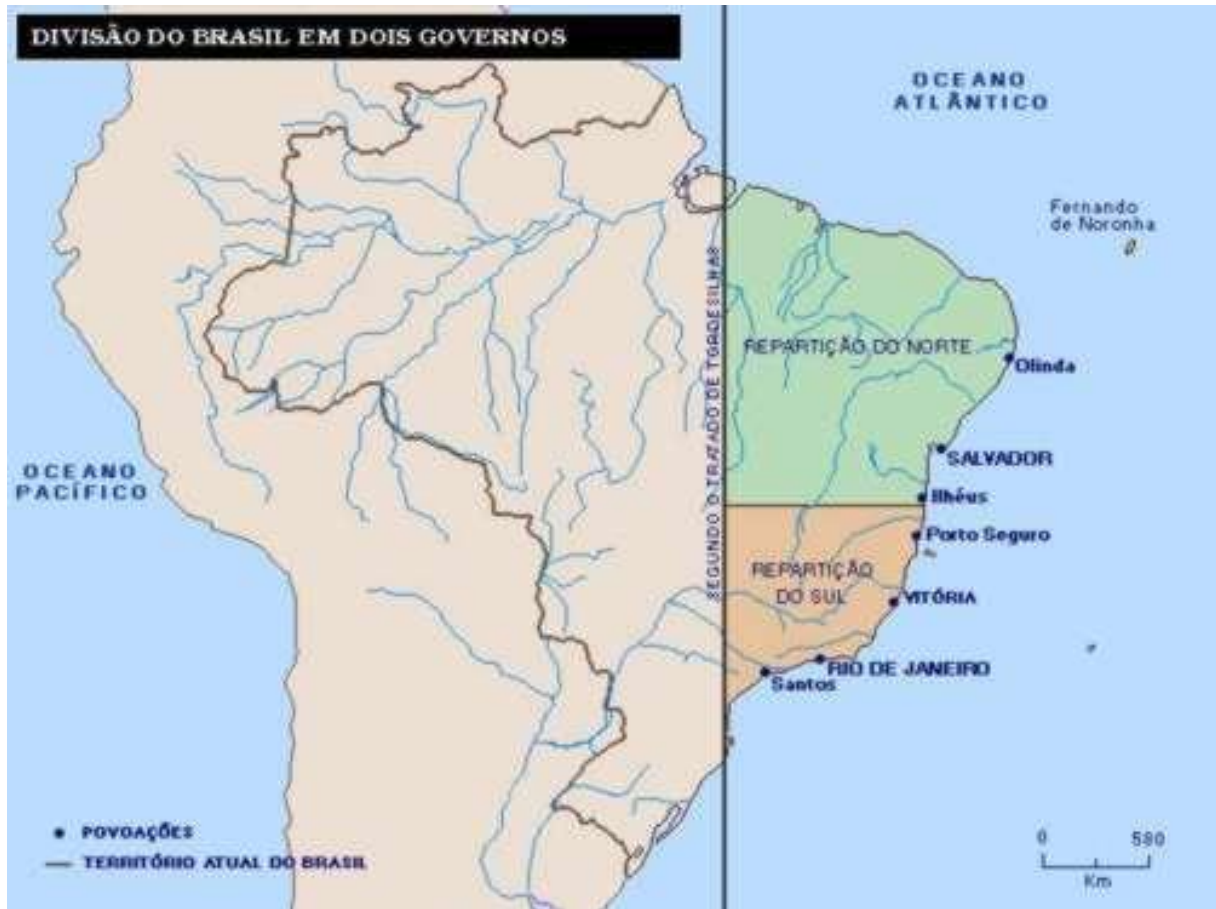 DIVISÃO DO BRASIL EM DOIS GOVERNOS
OCEANO
ATLÂNTICO
Fernando
de Noronha
SEGUNDO O TRATADO DE TORDESILHAS
REPARTIÇÃO DO NORTE
Olinda
SALVADOR
OCEANO
PACÍFICO
Ilhéus
Porto Seguro
REPARTIÇÃO
DO SUL
VITÓRIA
RIO DE JANEIRO
Santos
POVOAÇÕES
TERRITÓRIO ATUAL DO BRASIL
0 580
Km